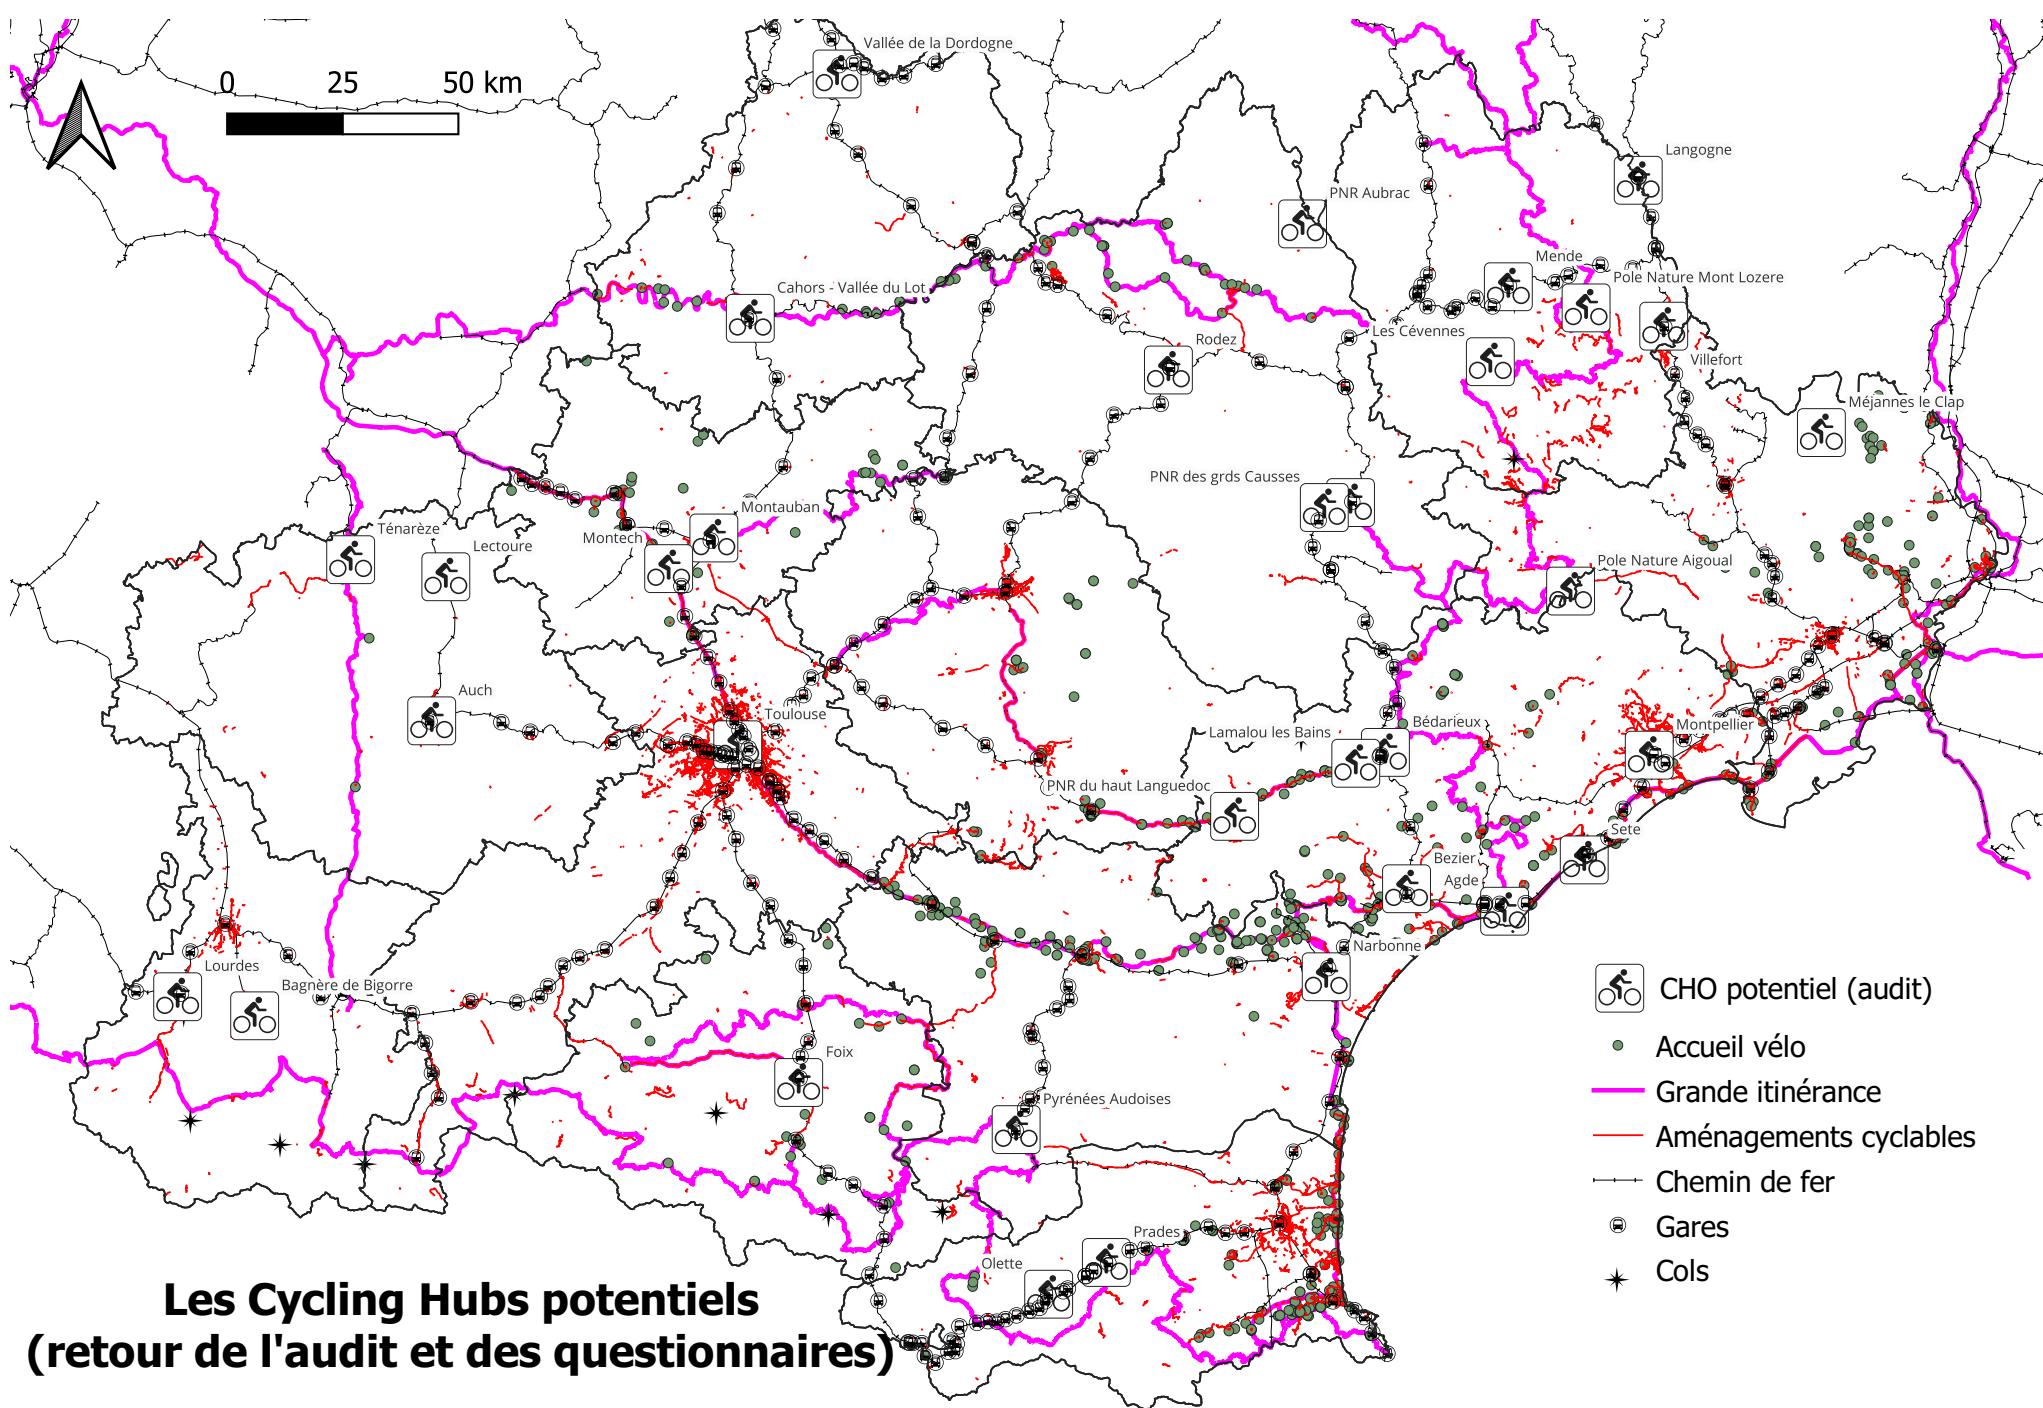 Vallée de la Dordogne
0 25 50 km
Langogne
PNR Aubrac
Mende
Pole Nature Mont Lozere
Cahors - Vallée du Lot
Les Cévennes
Rodez
Villefort
Méjannes le Clap
PNR des grds Causses
Montauban
Ténarèze
Montech
Lectoure
Pole Nature Aigoual
Auch
Toulouse
Bédarieux
Montpellier
Lamalou les Bains
PNR du haut Languedoc
Sete
Bezier
Agde
Narbonne
Lourdes
Bagnère de Bigorre
CHO potentiel (audit)
Accueil vélo
Foix
Grande itinérance
Pyrénées Audoises
Aménagements cyclables
Chemin de fer
Prades
Gares
Olette
Cols
Les Cycling Hubs potentiels
(retour de l'audit et des questionnaires)